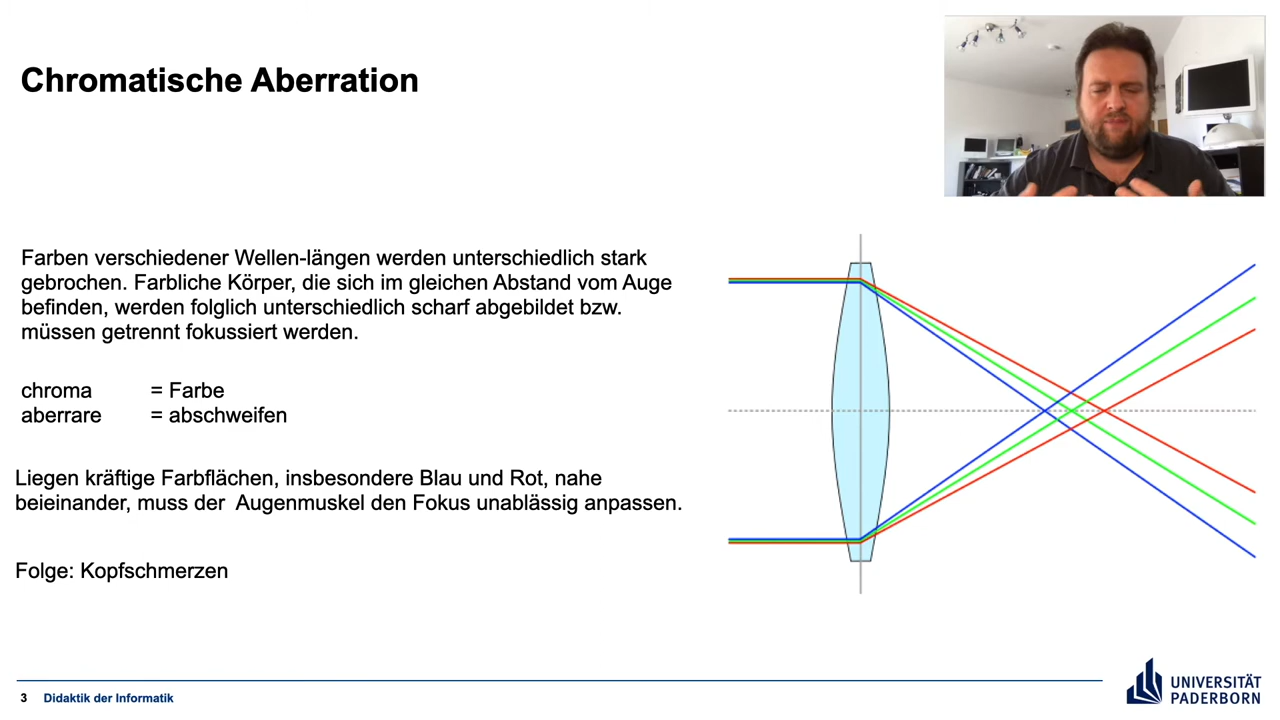 Chromatische Aberration
Farben verschiedener Wellen-längen werden unterschiedlich stark
gebrochen. Farbliche Körper, die sich im gleichen Abstand vom Auge
befinden, werden folglich unterschiedlich scharf abgebildet bzw.
müssen getrennt fokussiert werden.
chroma = Farbe
aberrare = abschweifen
Liegen kräftige Farbflächen, insbesondere Blau und Rot, nahe
beieinander, muss der  Augenmuskel den Fokus unablässig anpassen.
Folge: Kopfschmerzen
3 Didaktik der Informatik
UNIVERSITÄT
PADERBORN